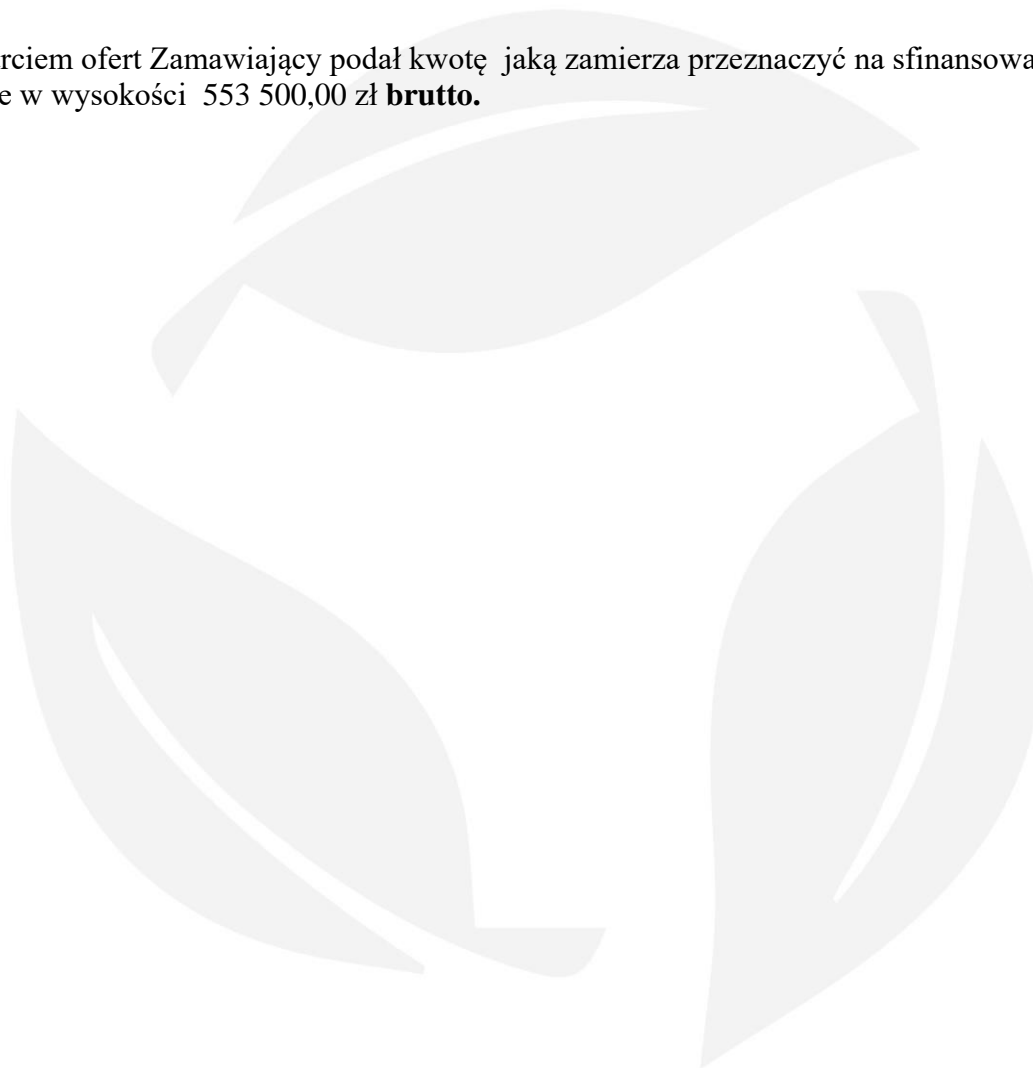 rciem ofert Zamawiający podał kwotę jaką zamierza przeznaczyć na sfinansowa
e w wysokości 553 500,00 zł brutto.